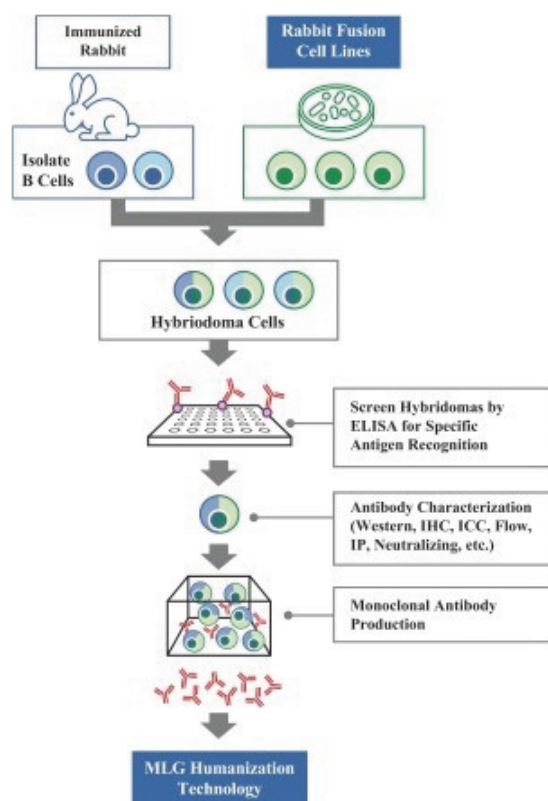 Immunized
Rabbit
Rabbit Fusion
Cell Lines
Isolate
B Cells
Hybriodoma Cells
Screen Hybridomas by
ELISA for Specific
Antigen Recognition
Antibody Characterization
(Western, IHC, ICC, Flow,
IP, Neutralizing, etc.)
Monoclonal Antibody
Production
MLG Humanization
Technology